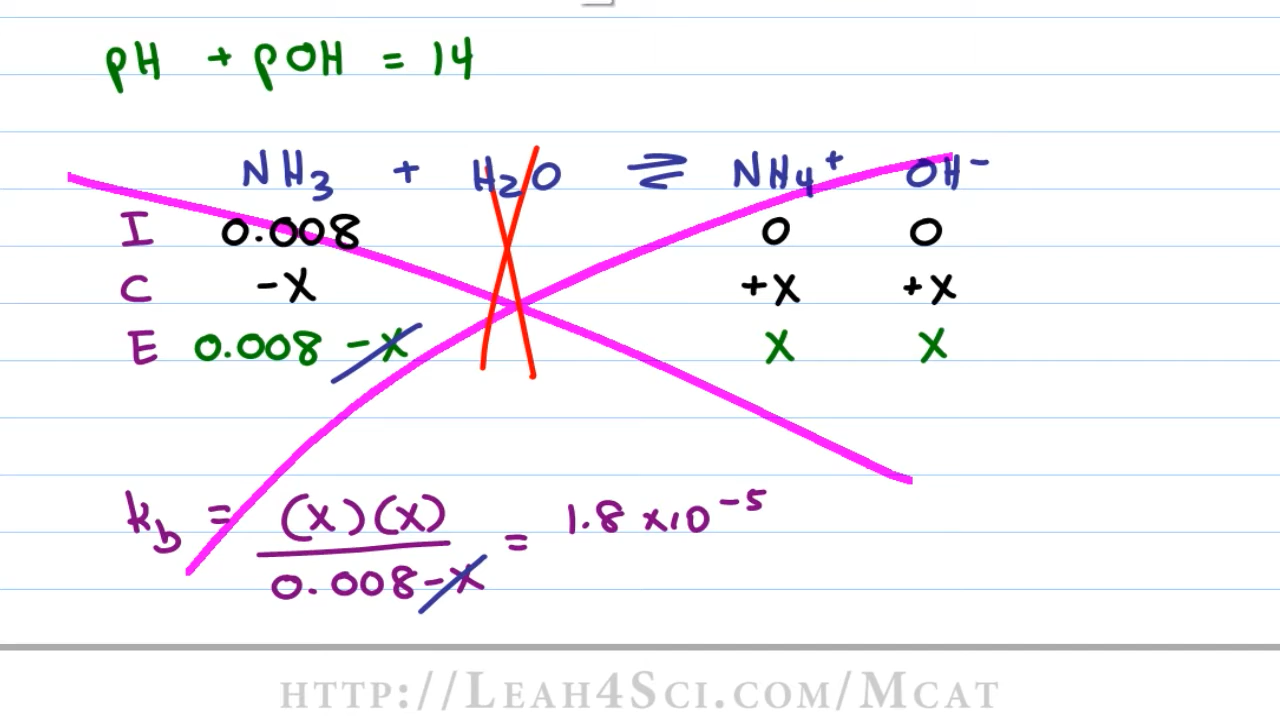 pH + pOH = 14
NH3 + H2O ⇌ NH4+ OH-
I 0.008 0 0
C -X +X +X
E 0.008 -X X X
kb = (X)(X) / 0.008-X = 1.8 x10-5
HTTP://LEAH4SCI.COM/MCAT